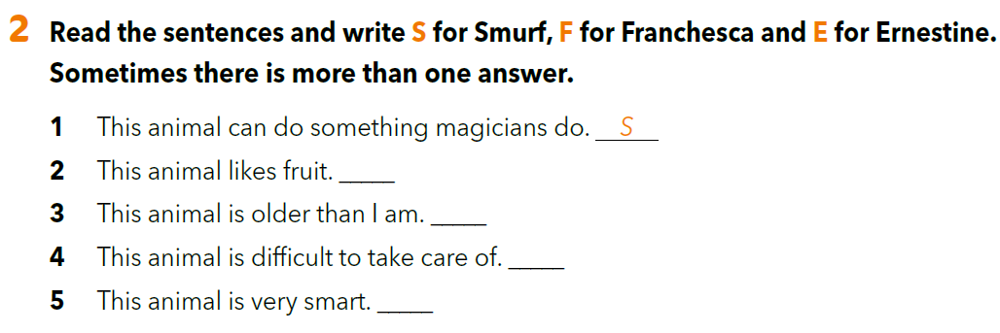 2 Read the sentences and write S for Smurf, F for Franchesca and E for Ernestine.
Sometimes there is more than one answer.
1 This animal can do something magicians do. __S__
2 This animal likes fruit. _____
3 This animal is older than I am. _____
4 This animal is difficult to take care of. _____
5 This animal is very smart. _____